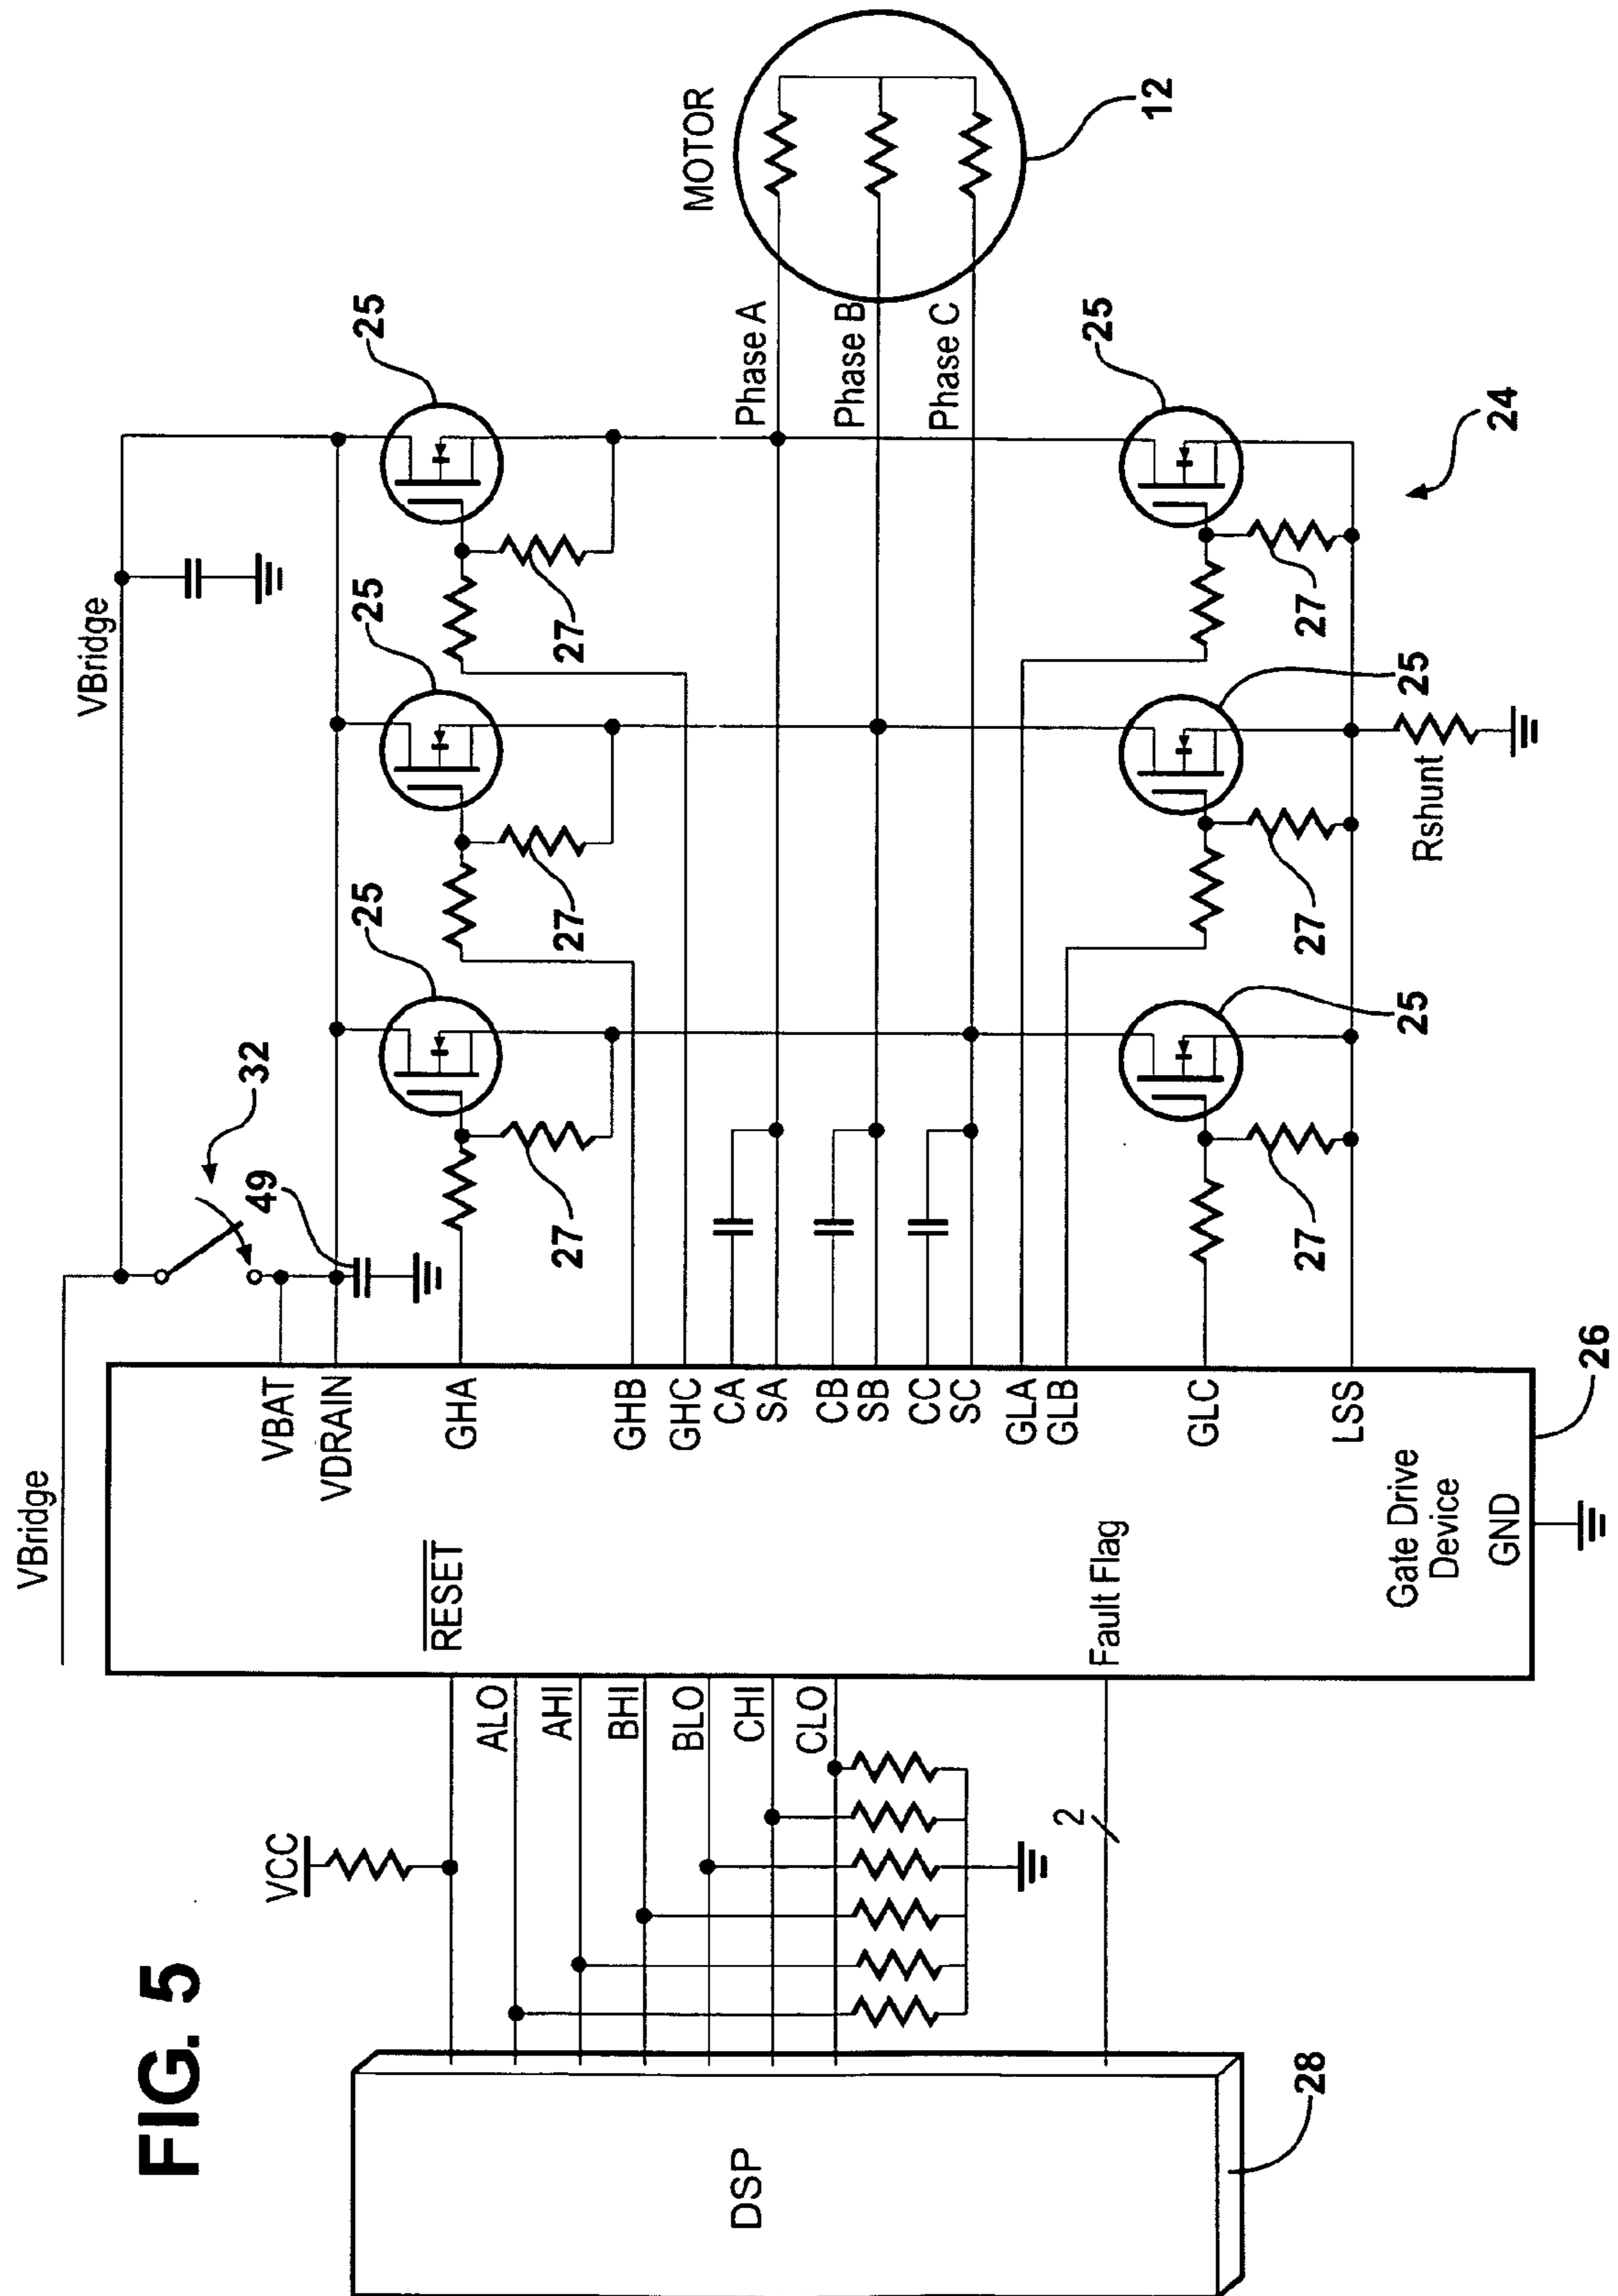 FIG. 5
VBridge
VBridge
32
49
25
25
25
VCC
RESET
VBAT
VDRAIN
GHA
27
27
27
MOTOR
ALO
AHI
BHI
BLO
CHI
CLO
GHB
GHC
CA
SA
CB
SB
CC
SC
GLA
GLB
GLC
LSS
Phase A
Phase B
Phase C
12
DSP
2
Fault Flag
Gate Drive
Device
GND
27
27
27
25
25
25
Rshunt
24
28
26